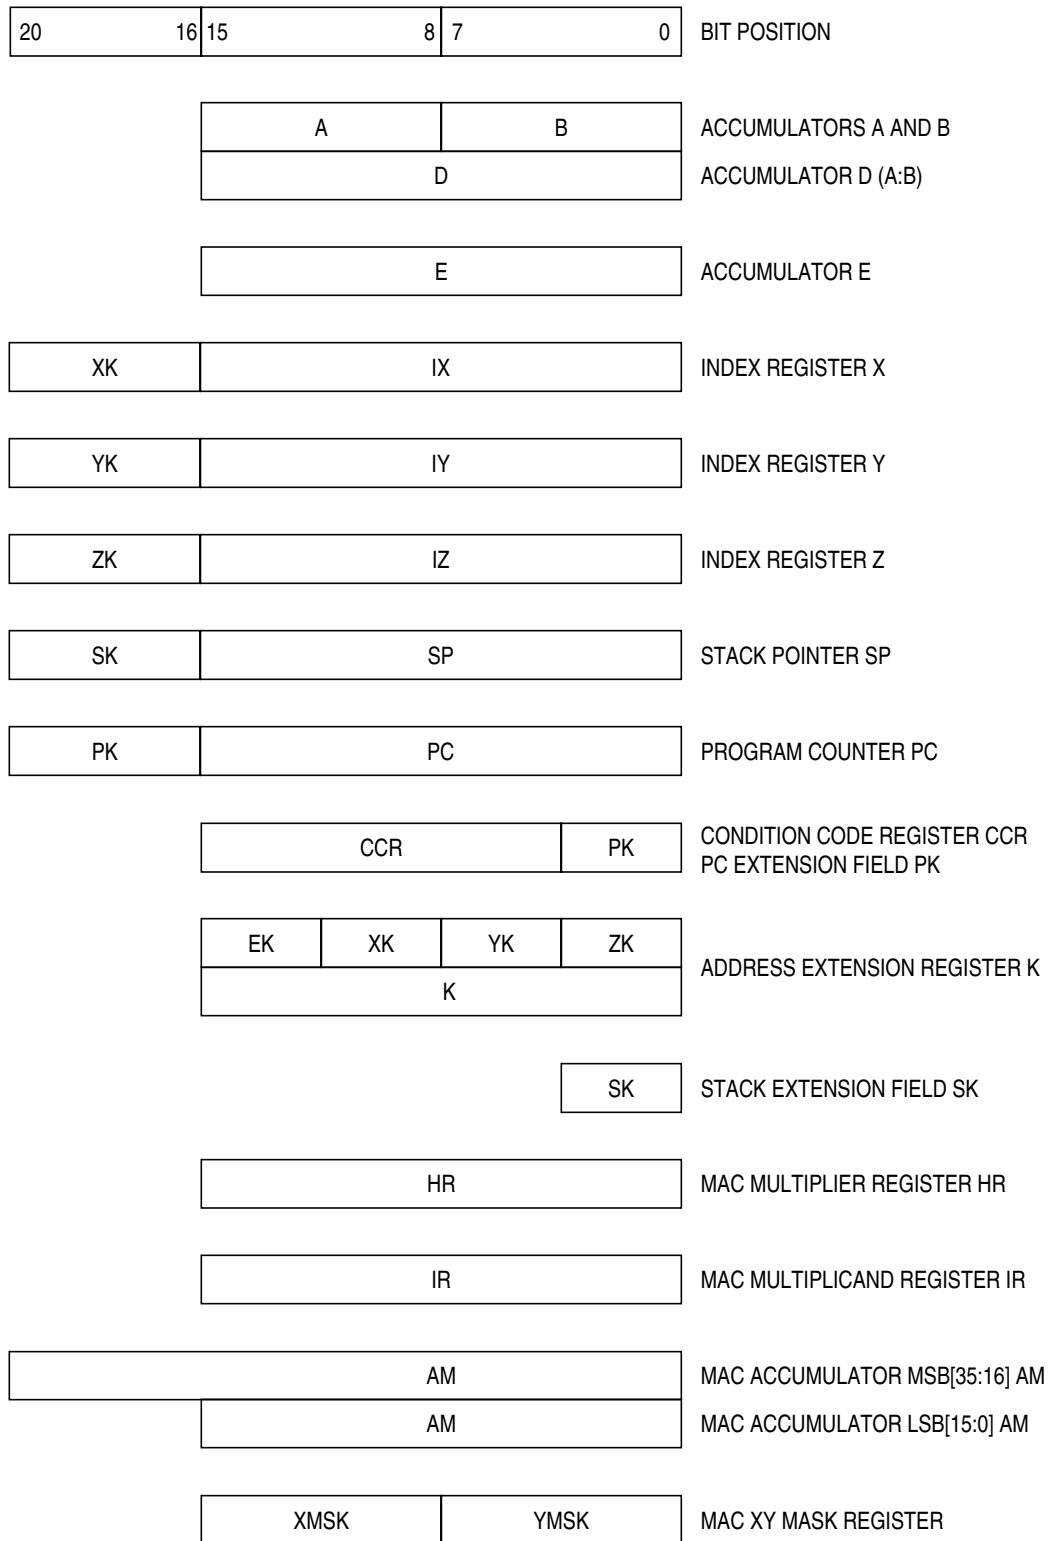 20 16 15 8 7 0 BIT POSITION
A B ACCUMULATORS A AND B
D ACCUMULATOR D (A:B)
E ACCUMULATOR E
XK IX INDEX REGISTER X
YK IY INDEX REGISTER Y
ZK IZ INDEX REGISTER Z
SK SP STACK POINTER SP
PK PC PROGRAM COUNTER PC
CCR PK CONDITION CODE REGISTER CCR
PC EXTENSION FIELD PK
EK XK YK ZK
ADDRESS EXTENSION REGISTER K
K
SK STACK EXTENSION FIELD SK
HR MAC MULTIPLIER REGISTER HR
IR MAC MULTIPLICAND REGISTER IR
AM MAC ACCUMULATOR MSB[35:16] AM
AM MAC ACCUMULATOR LSB[15:0] AM
XMSK YMSK MAC XY MASK REGISTER